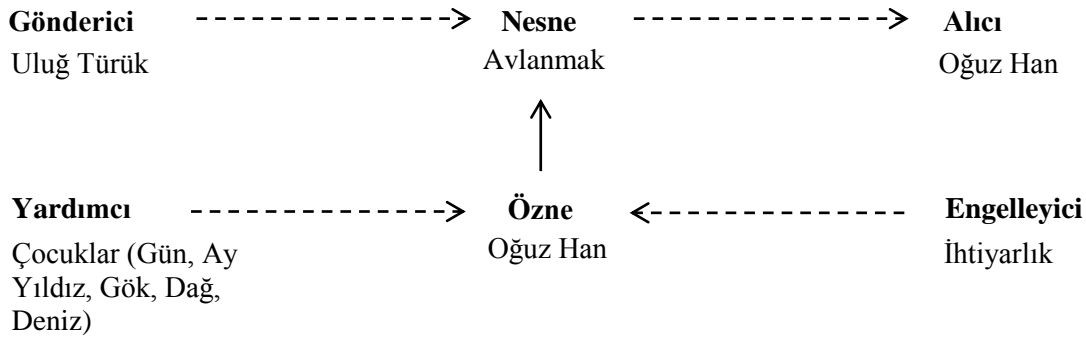 Gönderici
Nesne
Alıcı
Uluğ Türük
Avlanmak
Oğuz Han
Yardımcı
Özne
Engelleyici
Çocuklar (Gün, Ay
Yıldız, Gök, Dağ,
Deniz)
Oğuz Han
İhtiyarlık